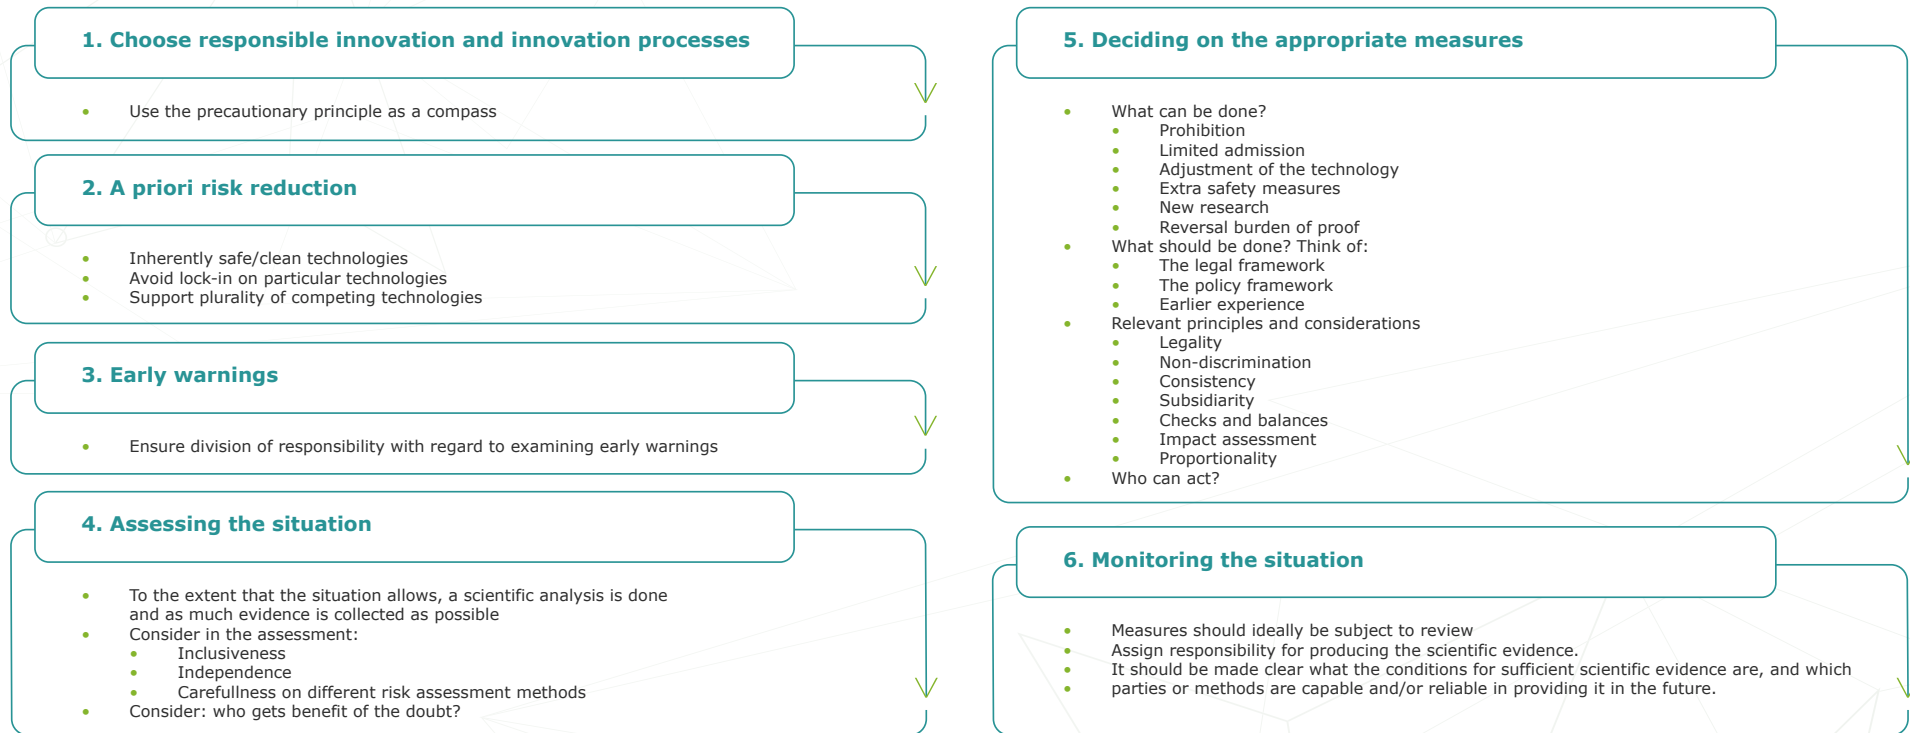 1. Choose responsible innovation and innovation processes
• Use the precautionary principle as a compass
2. A priori risk reduction
• Inherently safe/clean technologies
• Avoid lock-in on particular technologies
• Support plurality of competing technologies
3. Early warnings
• Ensure division of responsibility with regard to examining early warnings
4. Assessing the situation
• To the extent that the situation allows, a scientific analysis is done
and as much evidence is collected as possible
• Consider in the assessment:
• Inclusiveness
• Independence
• Carefullness on different risk assessment methods
• Consider: who gets benefit of the doubt?
5. Deciding on the appropriate measures
• What can be done?
• Prohibition
• Limited admission
• Adjustment of the technology
• Extra safety measures
• New research
• Reversal burden of proof
• What should be done? Think of:
• The legal framework
• The policy framework
• Earlier experience
• Relevant principles and considerations
• Legality
• Non-discrimination
• Consistency
• Subsidiarity
• Checks and balances
• Impact assessment
• Proportionality
• Who can act?
6. Monitoring the situation
• Measures should ideally be subject to review
• Assign responsibility for producing the scientific evidence.
• It should be made clear what the conditions for sufficient scientific evidence are, and which
• parties or methods are capable and/or reliable in providing it in the future.